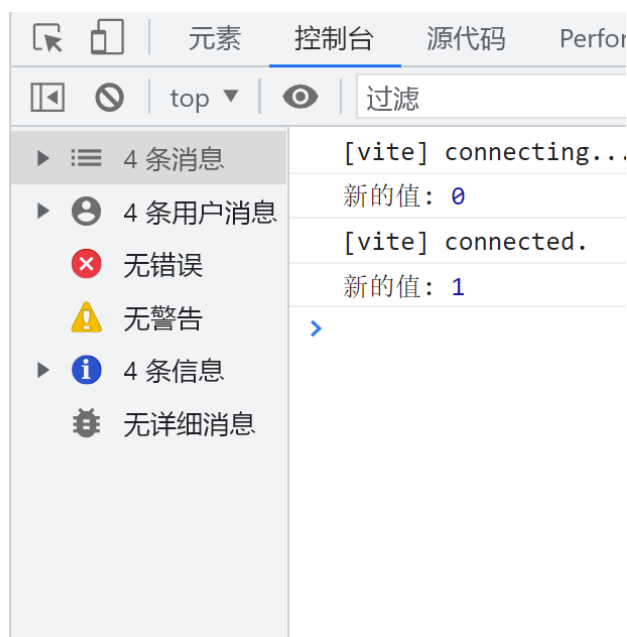 元素 控制台 源代码 Perfor
top 过滤
4 条消息
4 条用户消息
无错误
无警告
4 条信息
无详细消息
[vite] connecting...
新的值: 0
[vite] connected.
新的值: 1